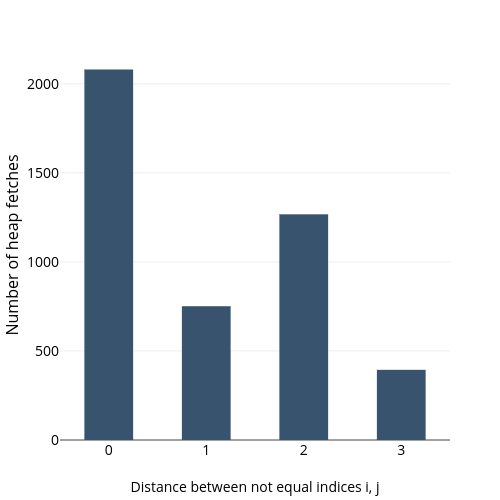 Number of heap fetches
2000
1500
1000
500
0
0 1 2 3
Distance between not equal indices i, j